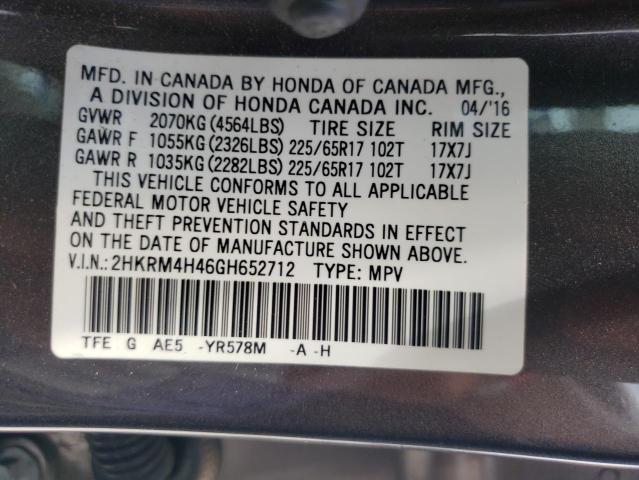 MFD. IN CANADA BY HONDA OF CANADA MFG.,
A DIVISION OF HONDA CANADA INC. 04/'16
GVWR 2070KG(4564LBS) TIRE SIZE RIM SIZE
GAWR F 1055KG(2326LBS) 225/65R17 102T 17X7J
GAWR R 1035KG(2282LBS) 225/65R17 102T 17X7J
THIS VEHICLE CONFORMS TO ALL APPLICABLE
FEDERAL MOTOR VEHICLE SAFETY
AND THEFT PREVENTION STANDARDS IN EFFECT
ON THE DATE OF MANUFACTURE SHOWN ABOVE.
V.I.N.:2HKRM4H46GH652712 TYPE: MPV
TFE G AE5 -YR578M -A -H